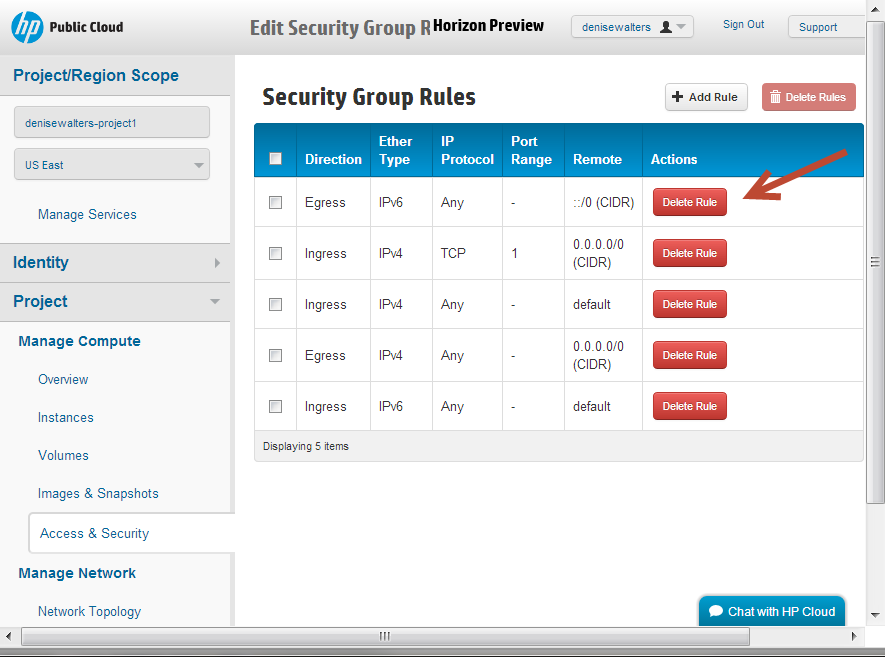 hp Public Cloud
Edit Security Group R
Horizon Preview
denisewalters
Sign Out
Support
Project/Region Scope
denisewalters-project1
US East
Manage Services
Identity
Project
Manage Compute
Overview
Instances
Volumes
Images & Snapshots
Access & Security
Manage Network
Network Topology
Security Group Rules
Add Rule
Delete Rules
Direction Ether Type IP Protocol Port Range Remote Actions
Egress IPv6 Any - ::/0 (CIDR) Delete Rule
Ingress IPv4 TCP 1 0.0.0.0/0 (CIDR) Delete Rule
Ingress IPv4 Any - default Delete Rule
Egress IPv4 Any - 0.0.0.0/0 (CIDR) Delete Rule
Ingress IPv6 Any - default Delete Rule
Displaying 5 items
Chat with HP Cloud